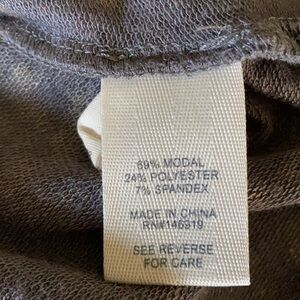 69% MODAL
24% POLYESTER
7% SPANDEX
MADE IN CHINA
RN#146919
SEE REVERSE
FOR CARE